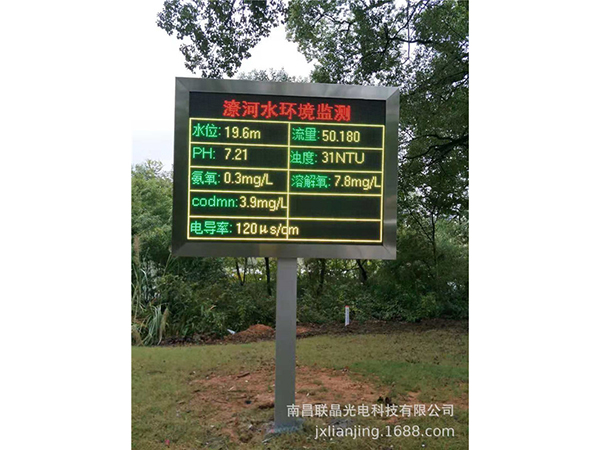 潦河水环境监测
水位: 19.6m 流量: 50.180
PH: 7.21 浊度: 31NTU
氨氧: 0.3mg/L 溶解氧: 7.8mg/L
codmn: 3.9mg/L
电导率: 120μs/cm
南昌联晶光电科技有限公司
jxlianjing.1688.com